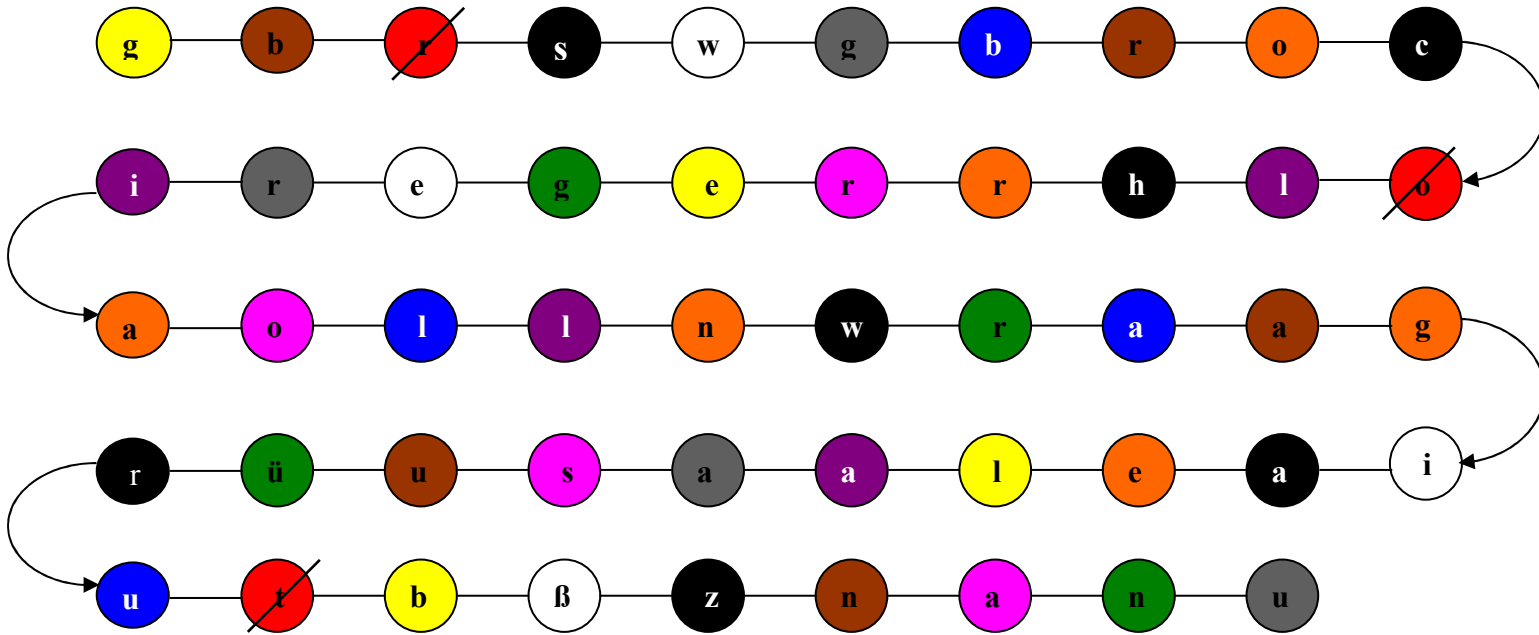 g b r s w g b r o c
i r e g e r r h l o
a o l l n w r a a g
r ü u s a a l e a i
u t b ß z n a n u